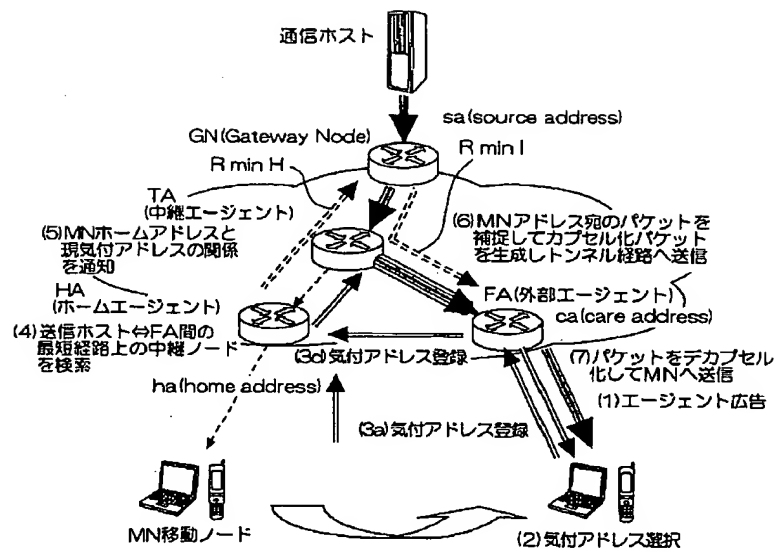 通信ホスト
sa(source address)
GN(Gateway Node)
R min H
R min I
TA
(中継エージェント)
(5)MNホームアドレスと
現気付アドレスの関係
を通知
(6)MNアドレス宛のパケットを
補捉してカプセル化パケット
を生成しトンネル経路へ送信
HA
(ホームエージェント)
FA(外部エージェント)
ca(care address)
(4)送信ホスト⇔FA間の
最短経路上の中継ノード
を検索
(3d)気付アドレス登録
(7)パケットをデカプセル
化してMNへ送信
ha(home address)
(1)エージェント広告
(3a)気付アドレス登録
MN移動ノード
(2)気付アドレス選択